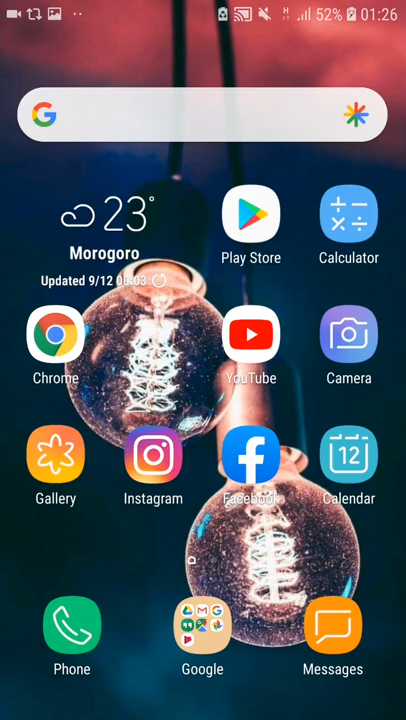 H
52% 01:26
23°
Morogoro
Updated 9/12 00:03
Play Store
Calculator
Chrome
YouTube
Camera
Gallery
Instagram
Facebook
12
Calendar
Phone
Google
Messages